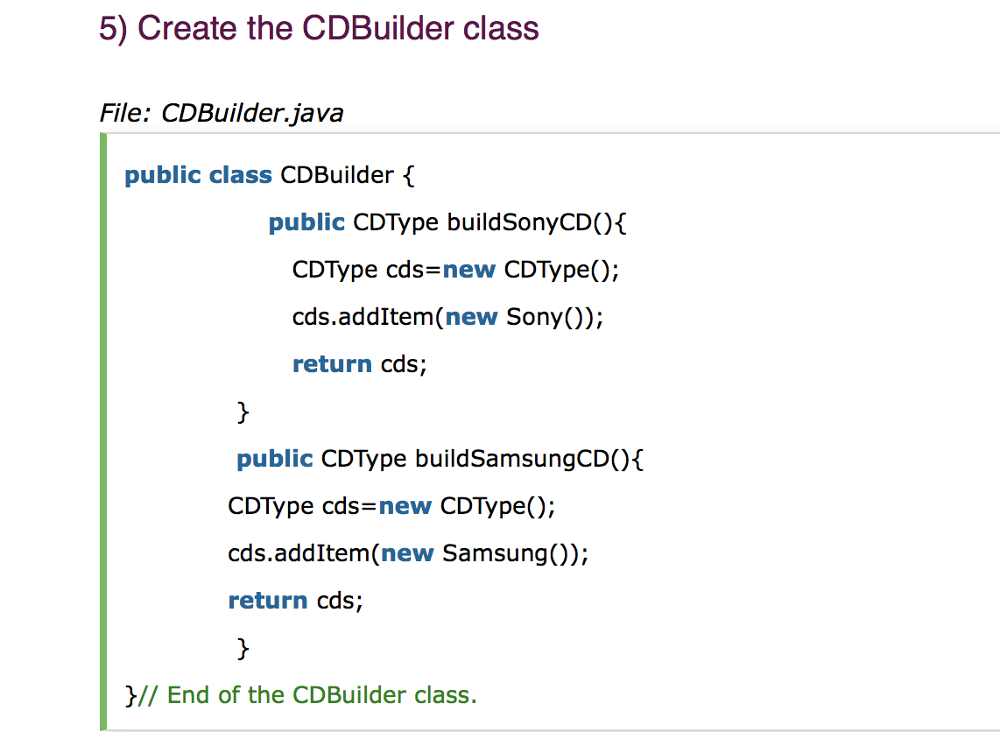 5) Create the CDBuilder class
File: CDBuilder.java
public class CDBuilder {
public CDType buildSonyCD(){
CDType cds=new CDType();
cds.addItem(new Sony());
return cds;
}
public CDType buildSamsungCD(){
CDType cds=new CDType();
cds.addItem(new Samsung());
return cds;
}
}// End of the CDBuilder class.